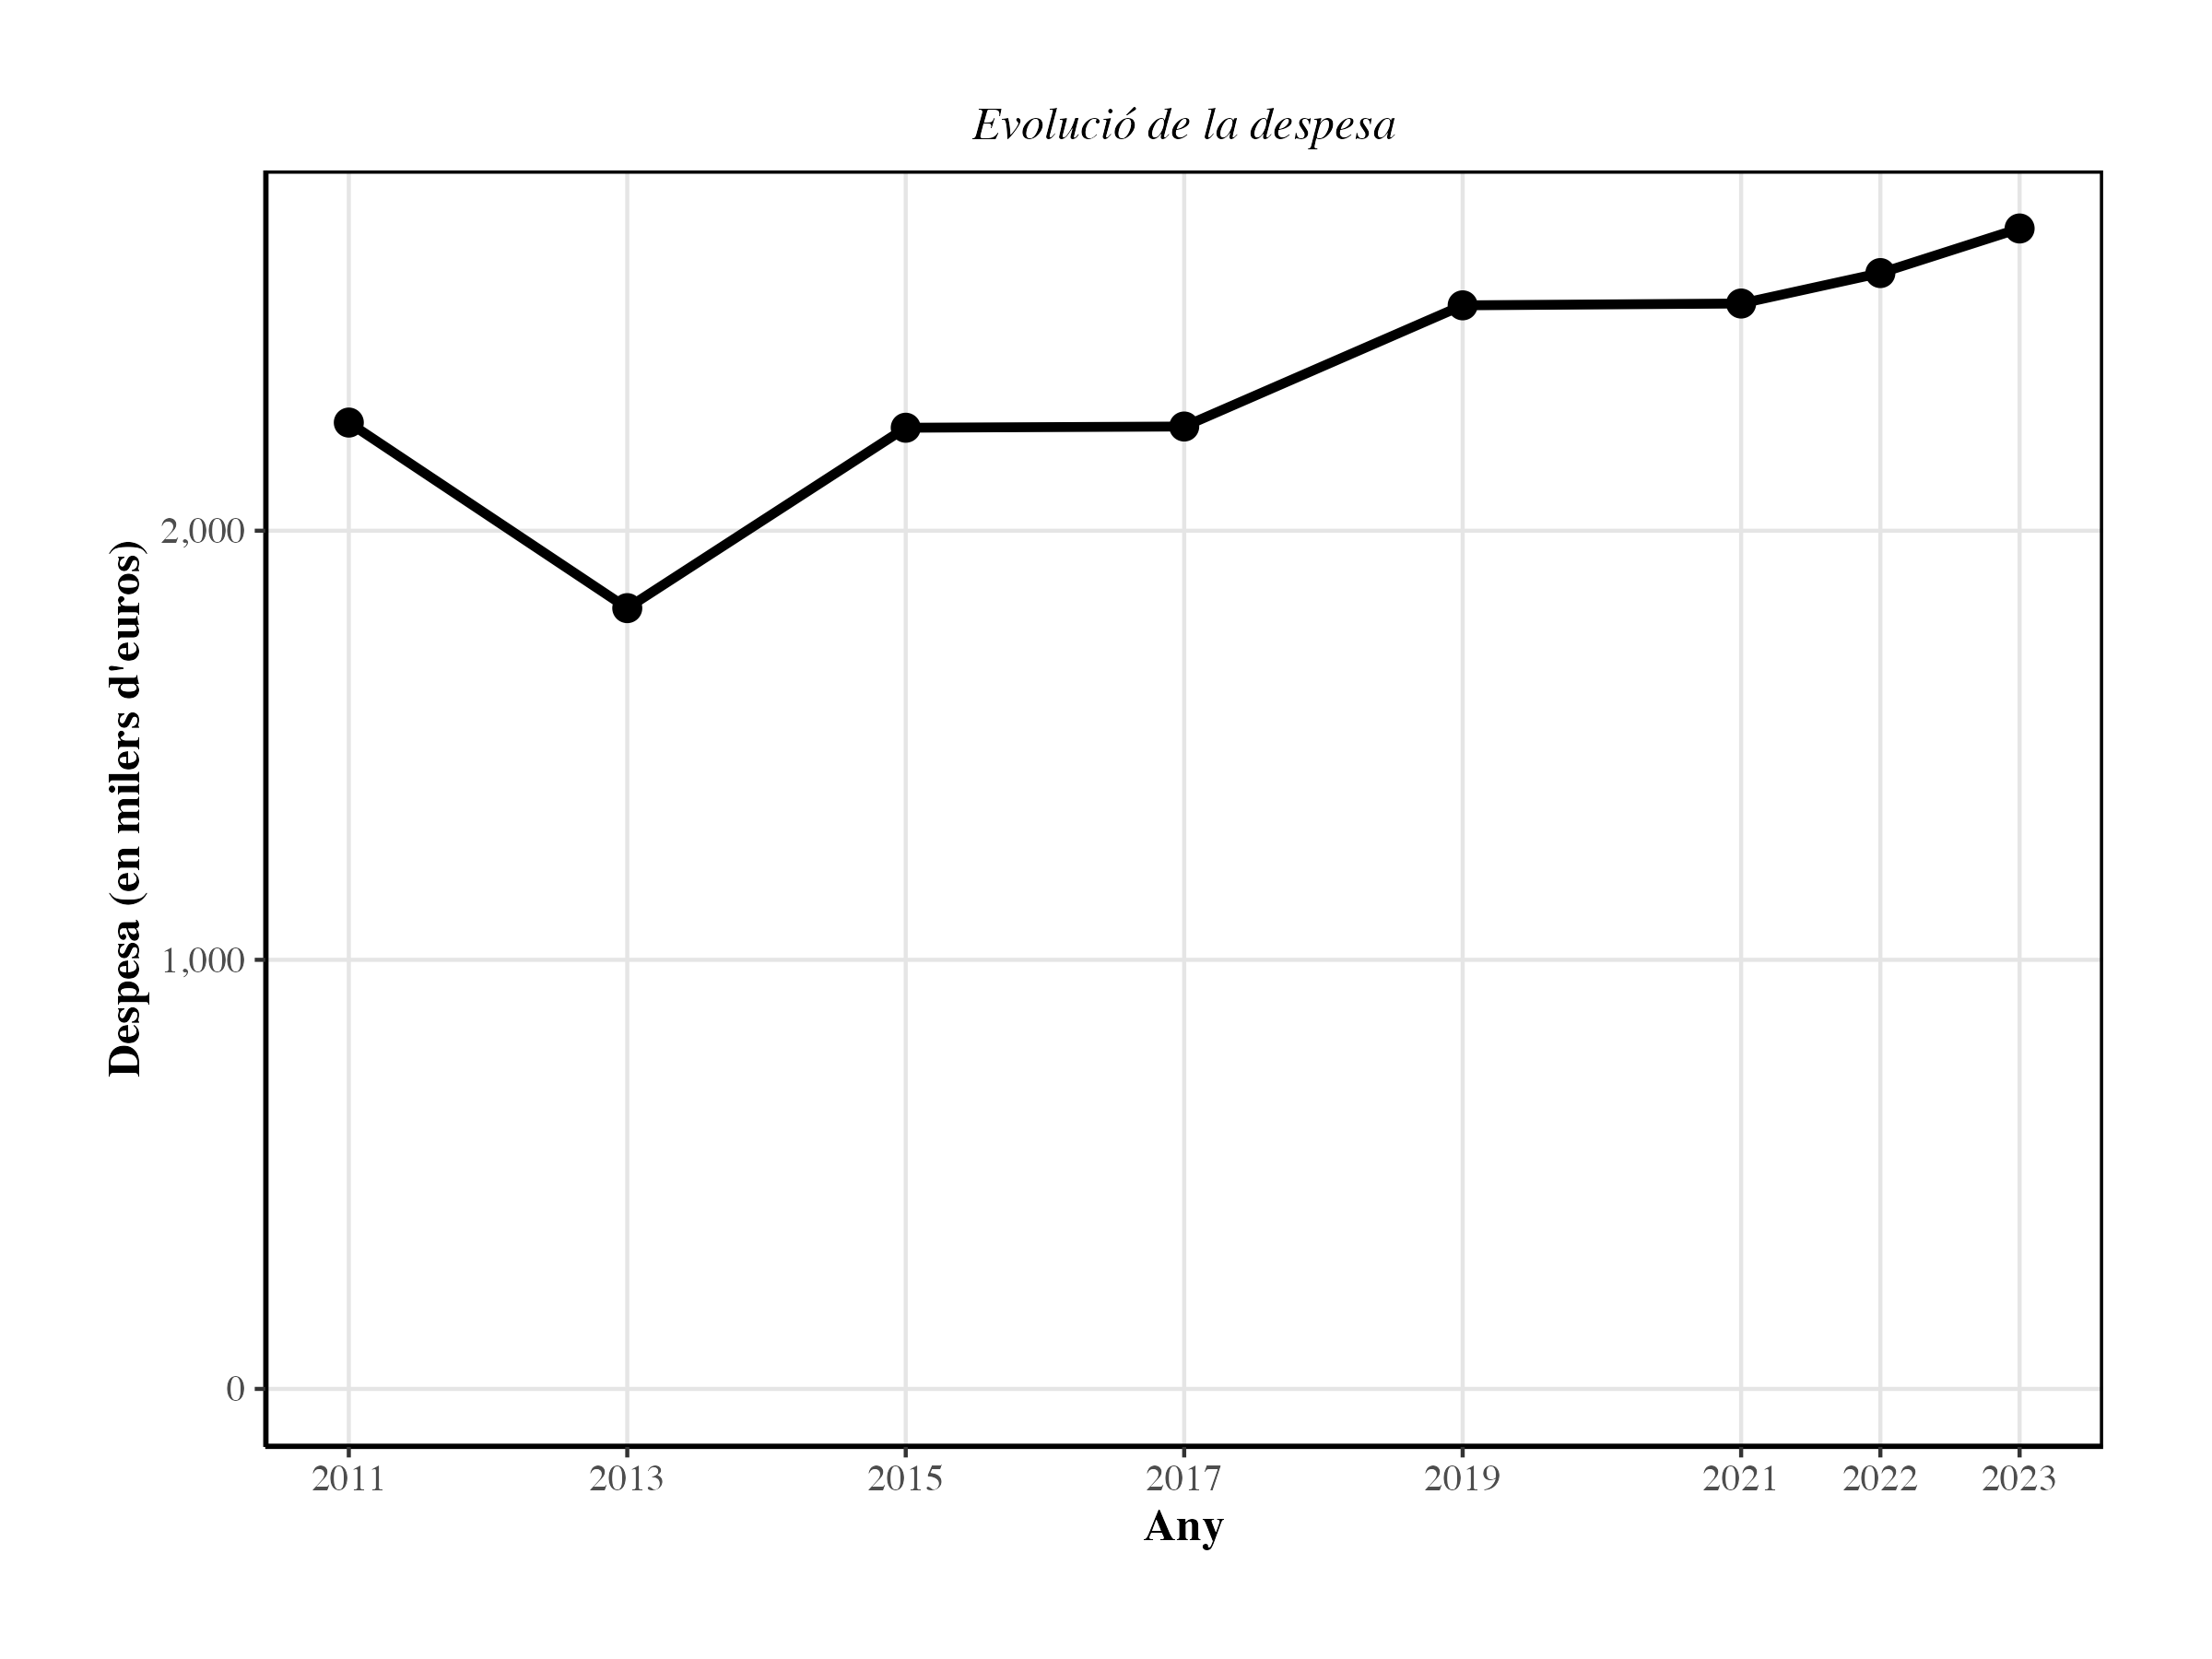 Evolució de la despesa
Despesa (en milers d'euros)
2,000
1,000
0
2011 2013 2015 2017 2019 2021 2022 2023
Any